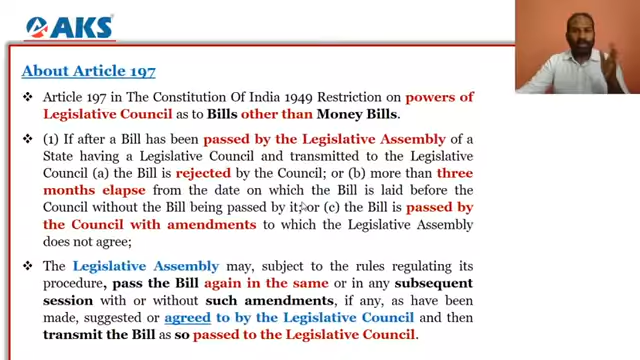 AKS
IAS ACADEMY
About Article 197
❖ Article 197 in The Constitution Of India 1949 Restriction on powers of
Legislative Council as to Bills other than Money Bills.
❖ (1) If after a Bill has been passed by the Legislative Assembly of a
State having a Legislative Council and transmitted to the Legislative
Council (a) the Bill is rejected by the Council; or (b) more than three
months elapse from the date on which the Bill is laid before the
Council without the Bill being passed by it; or (c) the Bill is passed by
the Council with amendments to which the Legislative Assembly
does not agree;
❖ The Legislative Assembly may, subject to the rules regulating its
procedure, pass the Bill again in the same or in any subsequent
session with or without such amendments, if any, as have been
made, suggested or agreed to by the Legislative Council and then
transmit the Bill as so passed to the Legislative Council.